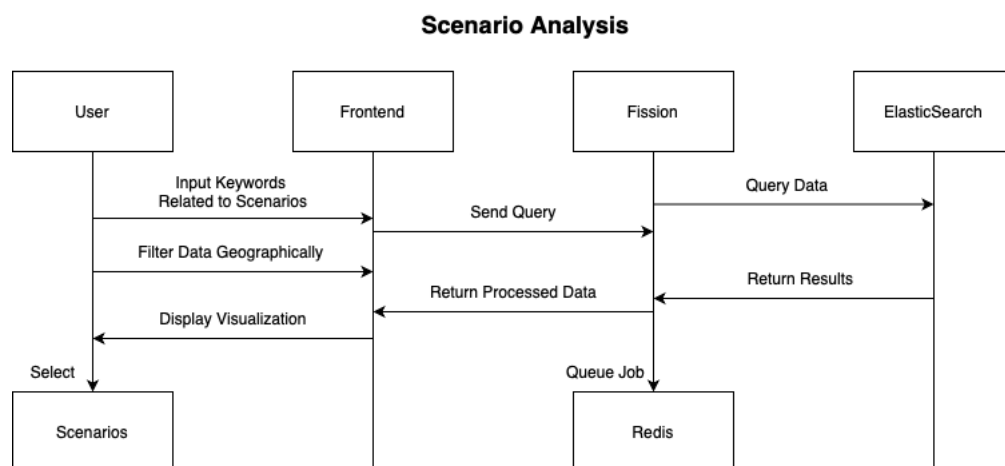 Scenario Analysis
User
Frontend
Fission
ElasticSearch
Input Keywords
Related to Scenarios
Query Data
Send Query
Filter Data Geographically
Return Results
Return Processed Data
Display Visualization
Select
Queue Job
Scenarios
Redis